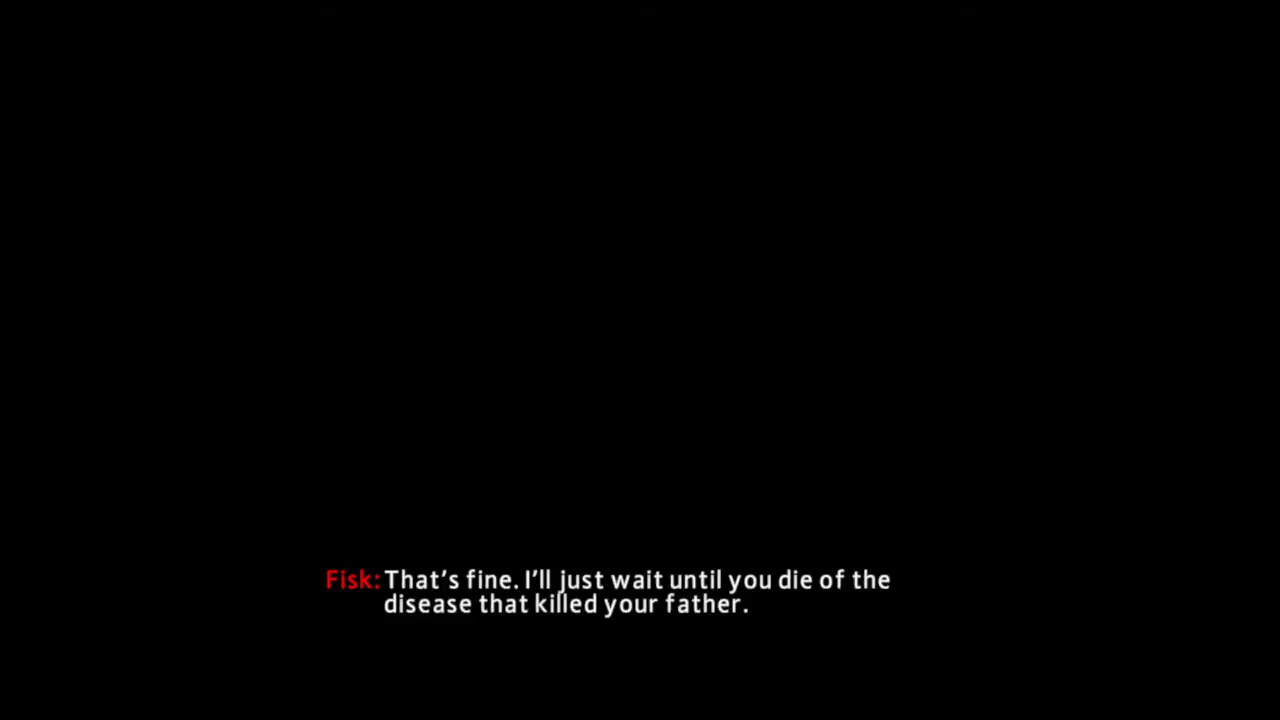 Fisk: That's fine. I'll just wait until you die of the
disease that killed your father.